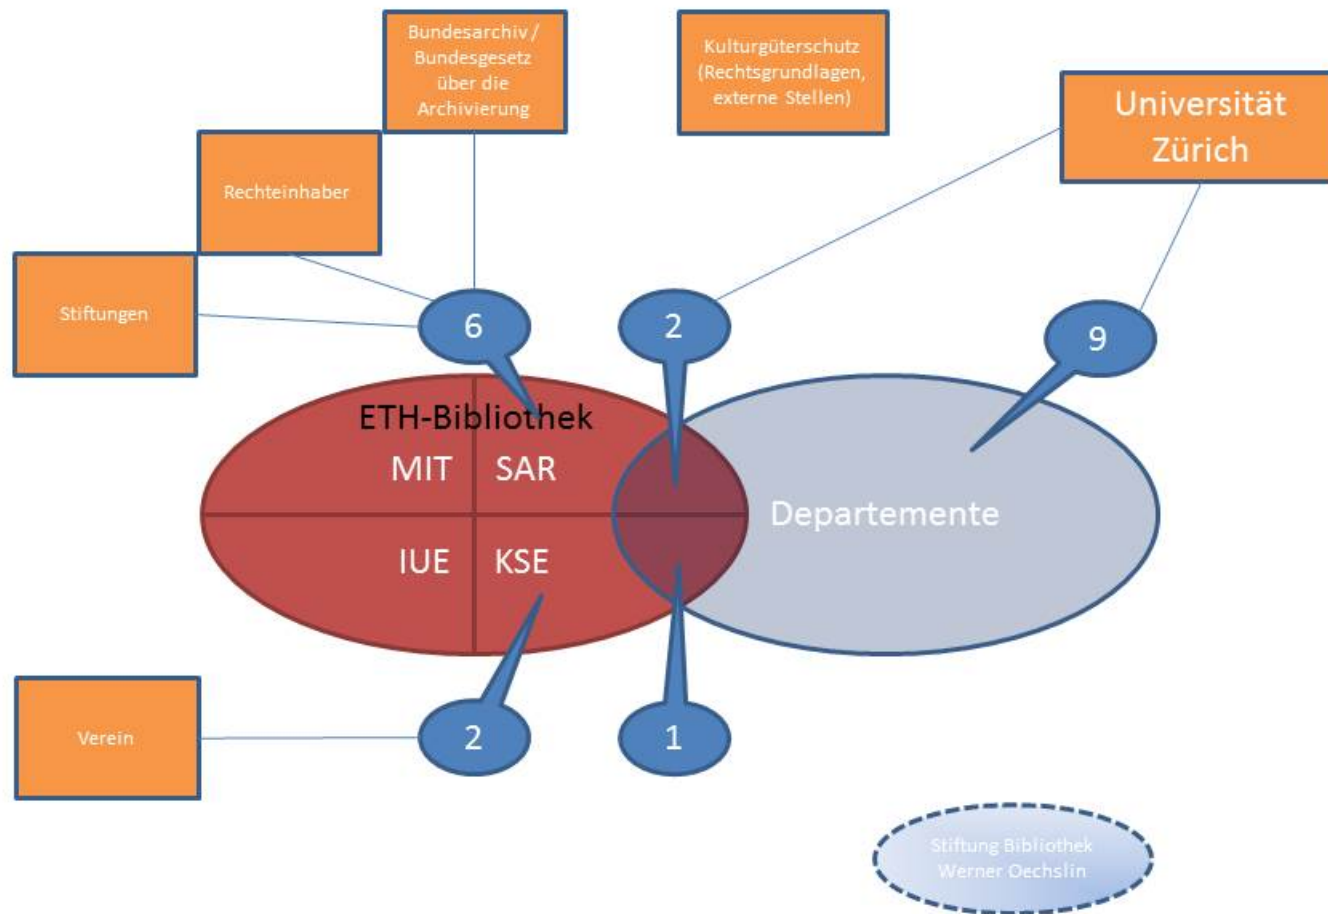 Bundesarchiv /
Bundesgesetz
über die
Archivierung
Kulturgüterschutz
(Rechtsgrundlagen,
externe Stellen)
Universität
Zürich
Rechteinhaber
Stiftungen
6
2
9
ETH-Bibliothek
MIT
SAR
Departemente
IUE
KSE
Verein
2
1
Stiftung Bibliothek
Werner Oechslin